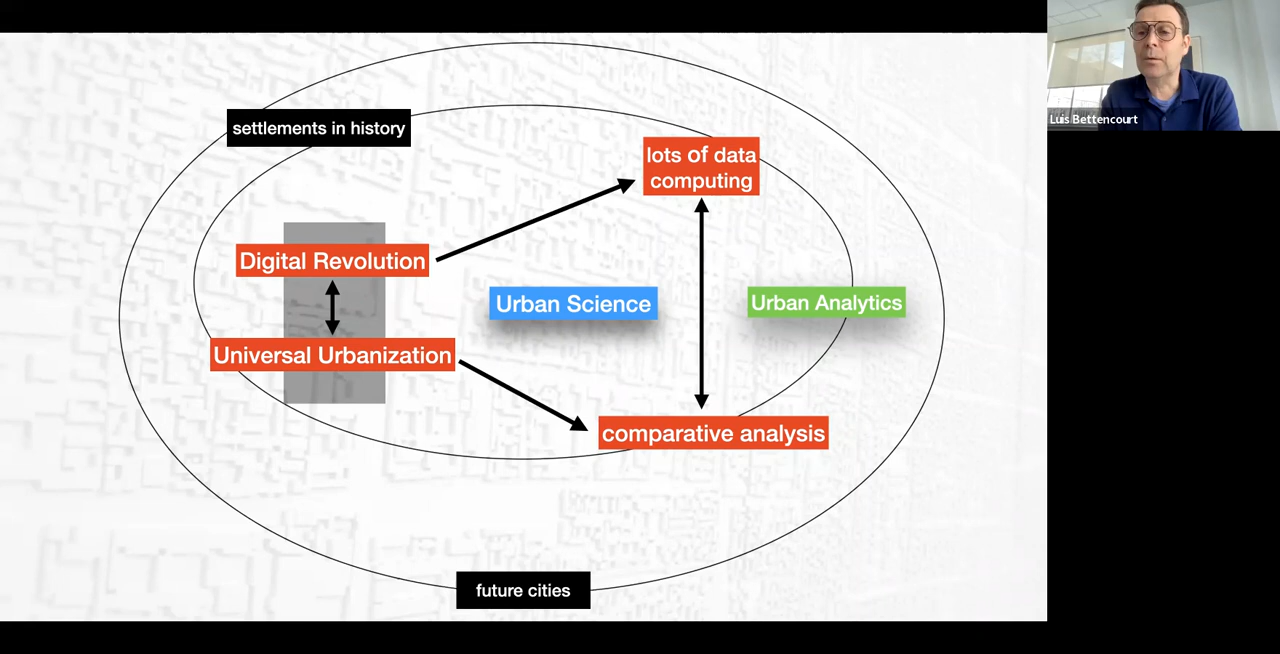 settlements in history
lots of data
computing
Digital Revolution
Urban Science
Urban Analytics
Universal Urbanization
comparative analysis
future cities
Luis Bettencourt